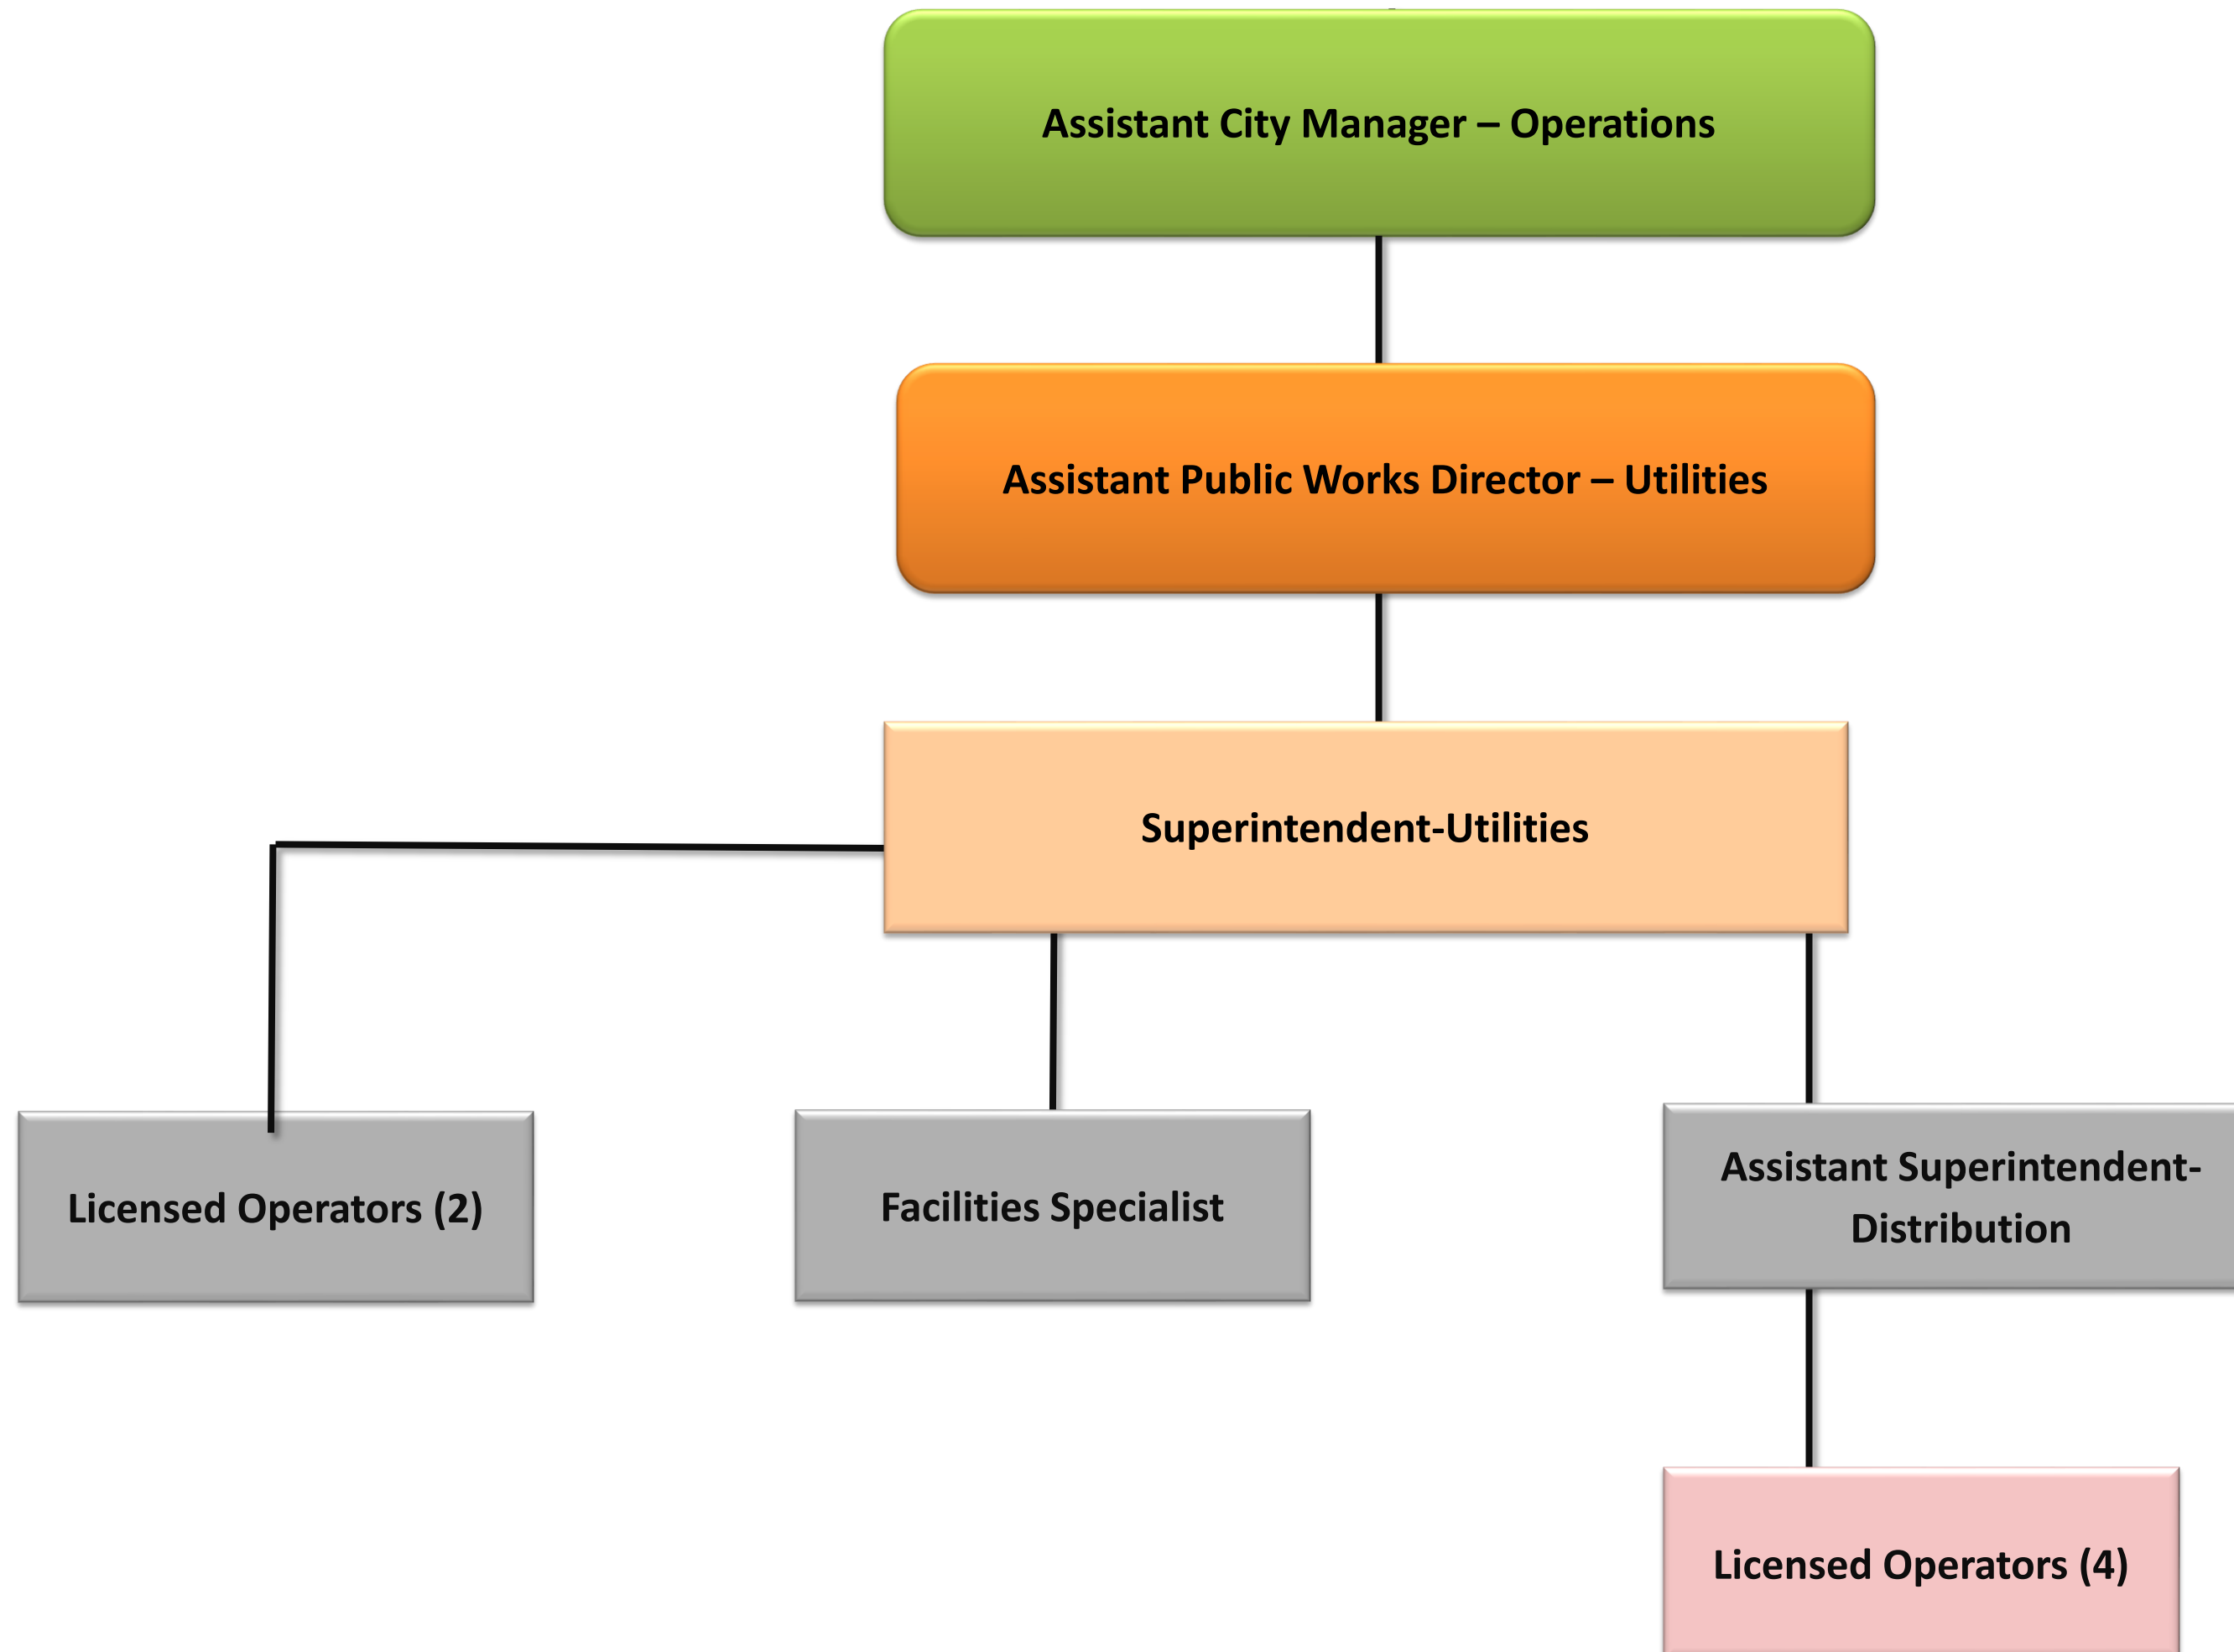 Assistant City Manager – Operations
Assistant Public Works Director – Utilities
Superintendent-Utilities
Licensed Operators (2)
Facilities Specialist
Assistant Superintendent-
Distribution
Licensed Operators (4)